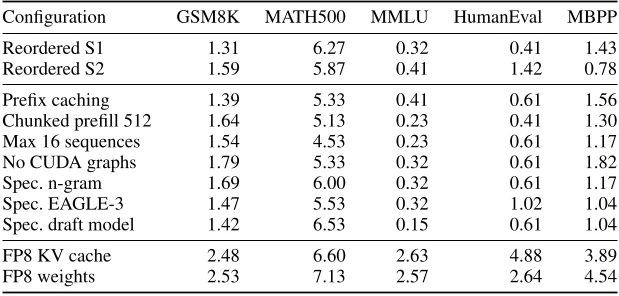 Configuration GSM8K MATH500 MMLU HumanEval MBPP
Reordered S1 1.31 6.27 0.32 0.41 1.43
Reordered S2 1.59 5.87 0.41 1.42 0.78
Prefix caching 1.39 5.33 0.41 0.61 1.56
Chunked prefill 512 1.64 5.13 0.23 0.41 1.30
Max 16 sequences 1.54 4.53 0.23 0.61 1.17
No CUDA graphs 1.79 5.33 0.32 0.61 1.82
Spec. n-gram 1.69 6.00 0.32 0.61 1.17
Spec. EAGLE-3 1.47 5.53 0.32 1.02 1.04
Spec. draft model 1.42 6.53 0.15 0.61 1.04
FP8 KV cache 2.48 6.60 2.63 4.88 3.89
FP8 weights 2.53 7.13 2.57 2.64 4.54